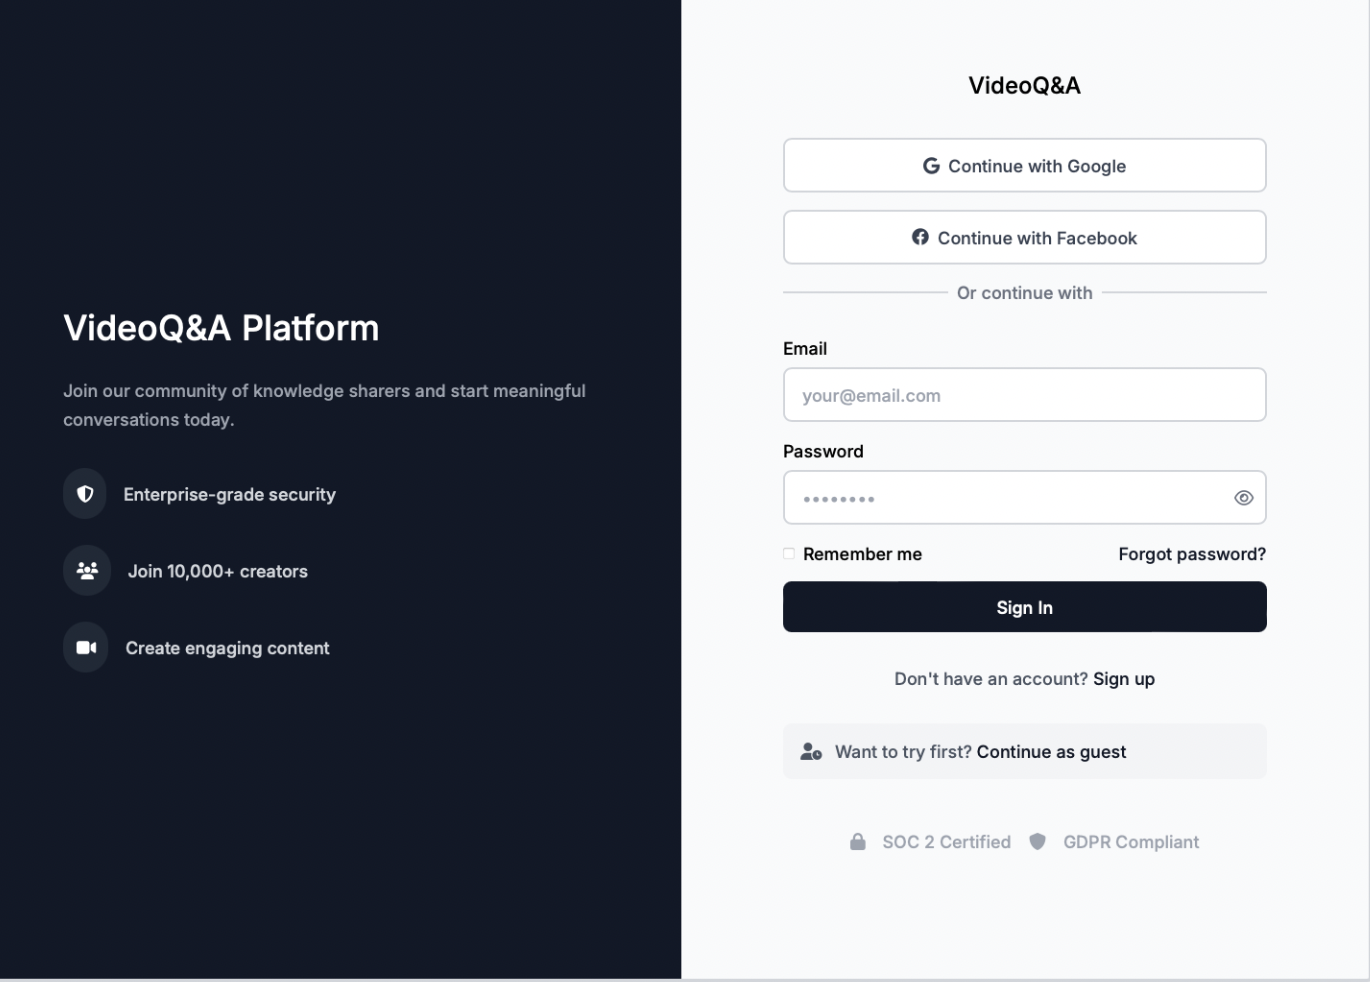 VideoQ&A Platform
Join our community of knowledge sharers and start meaningful
conversations today.
Enterprise-grade security
Join 10,000+ creators
Create engaging content
VideoQ&A
Continue with Google
Continue with Facebook
Or continue with
Email
your@email.com
Password
••••••••
Remember me
Forgot password?
Sign In
Don't have an account? Sign up
Want to try first? Continue as guest
SOC 2 Certified
GDPR Compliant